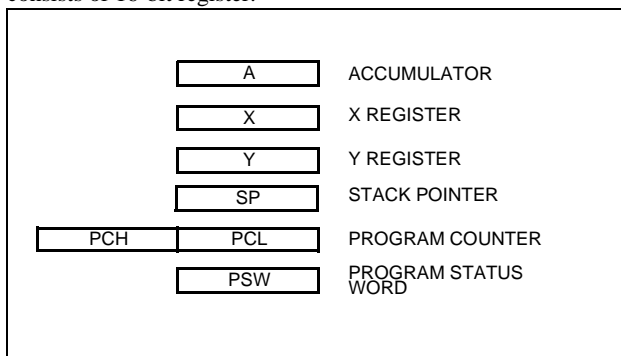 consists of 16-bit register.
A ACCUMULATOR
X X REGISTER
Y Y REGISTER
SP STACK POINTER
PCH PCL PROGRAM COUNTER
PSW PROGRAM STATUS
WORD